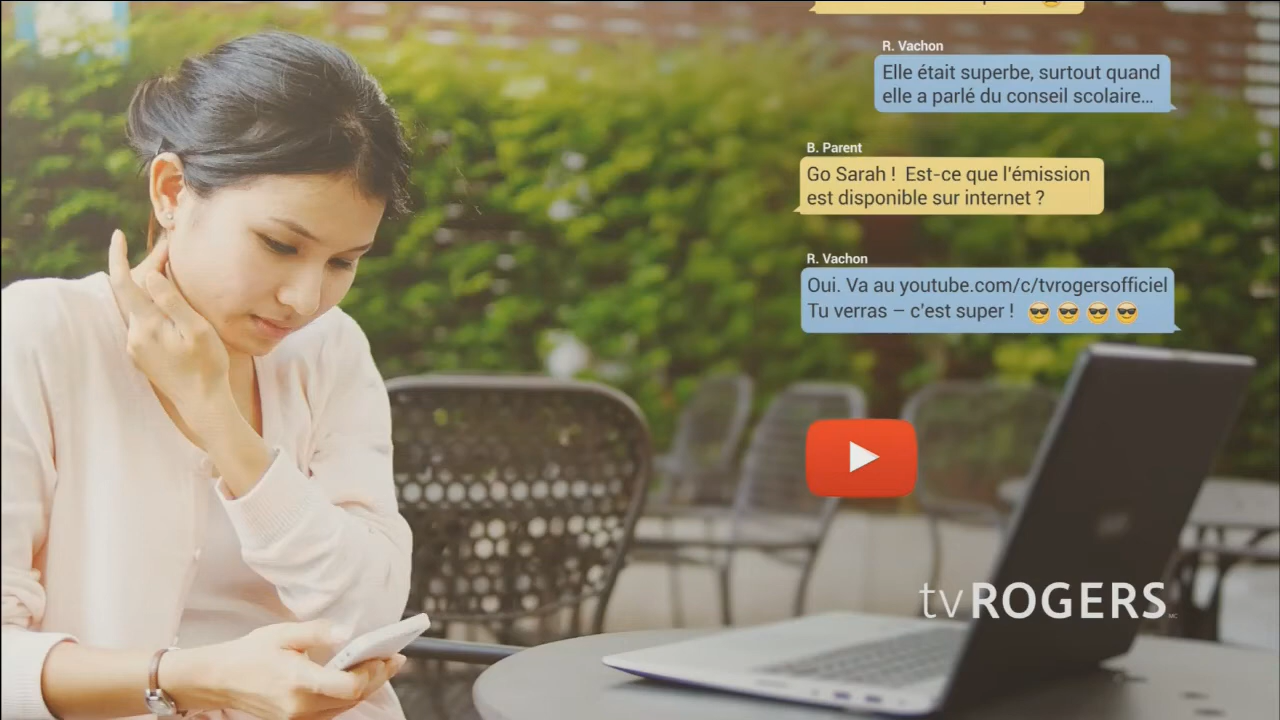 R. Vachon
Elle était superbe, surtout quand
elle a parlé du conseil scolaire...
B. Parent
Go Sarah ! Est-ce que l'émission
est disponible sur internet ?
R. Vachon
Oui. Va au youtube.com/c/tvrogersofficiel
Tu verras – c'est super ! 😎 😎 😎 😎
tvROGERS MC